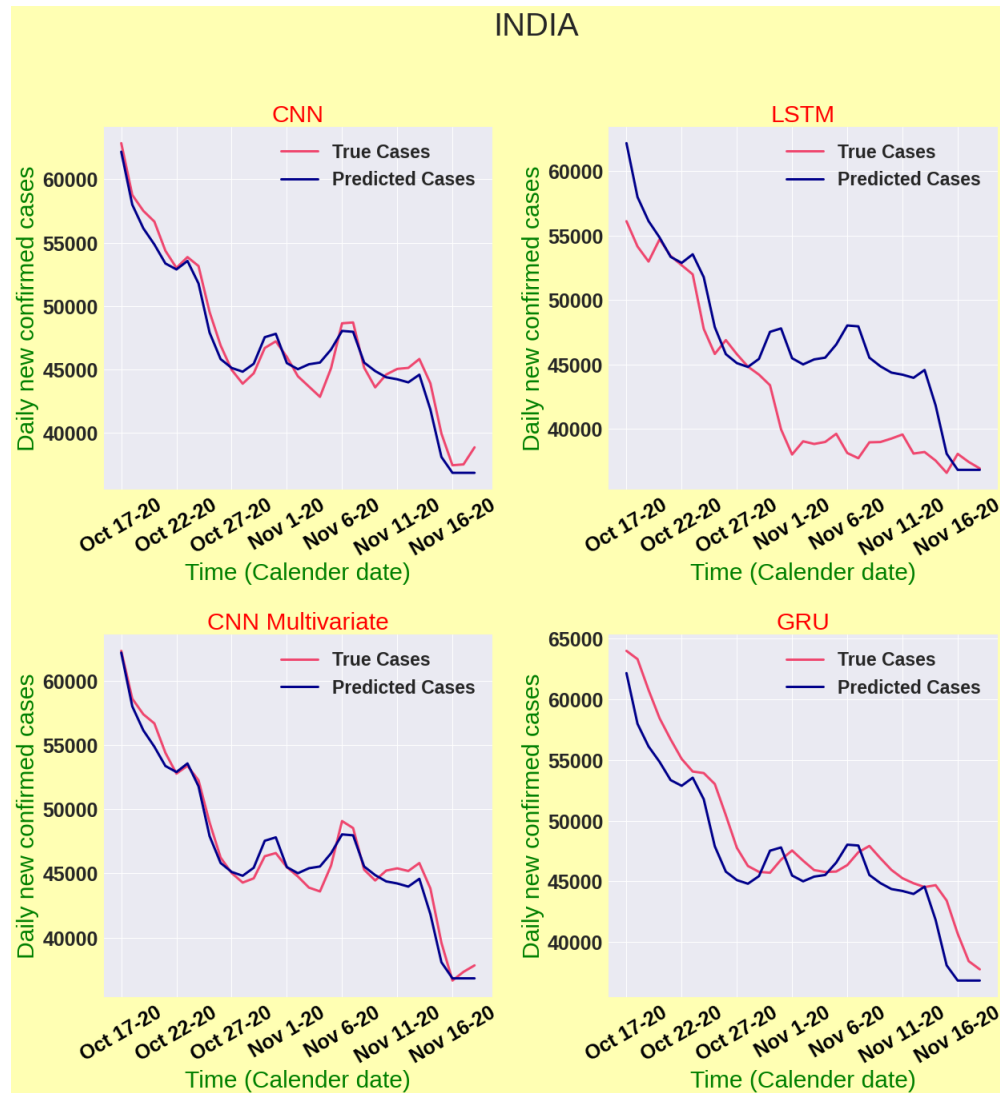 INDIA
CNN
True Cases
Predicted Cases
Daily new confirmed cases
60000
55000
50000
45000
40000
Oct 17-20
Oct 22-20
Oct 27-20
Nov 1-20
Nov 6-20
Nov 11-20
Nov 16-20
Time (Calender date)
LSTM
True Cases
Predicted Cases
Daily new confirmed cases
60000
55000
50000
45000
40000
Oct 17-20
Oct 22-20
Oct 27-20
Nov 1-20
Nov 6-20
Nov 11-20
Nov 16-20
Time (Calender date)
CNN Multivariate
True Cases
Predicted Cases
Daily new confirmed cases
60000
55000
50000
45000
40000
Oct 17-20
Oct 22-20
Oct 27-20
Nov 1-20
Nov 6-20
Nov 11-20
Nov 16-20
Time (Calender date)
GRU
True Cases
Predicted Cases
Daily new confirmed cases
65000
60000
55000
50000
45000
40000
Oct 17-20
Oct 22-20
Oct 27-20
Nov 1-20
Nov 6-20
Nov 11-20
Nov 16-20
Time (Calender date)